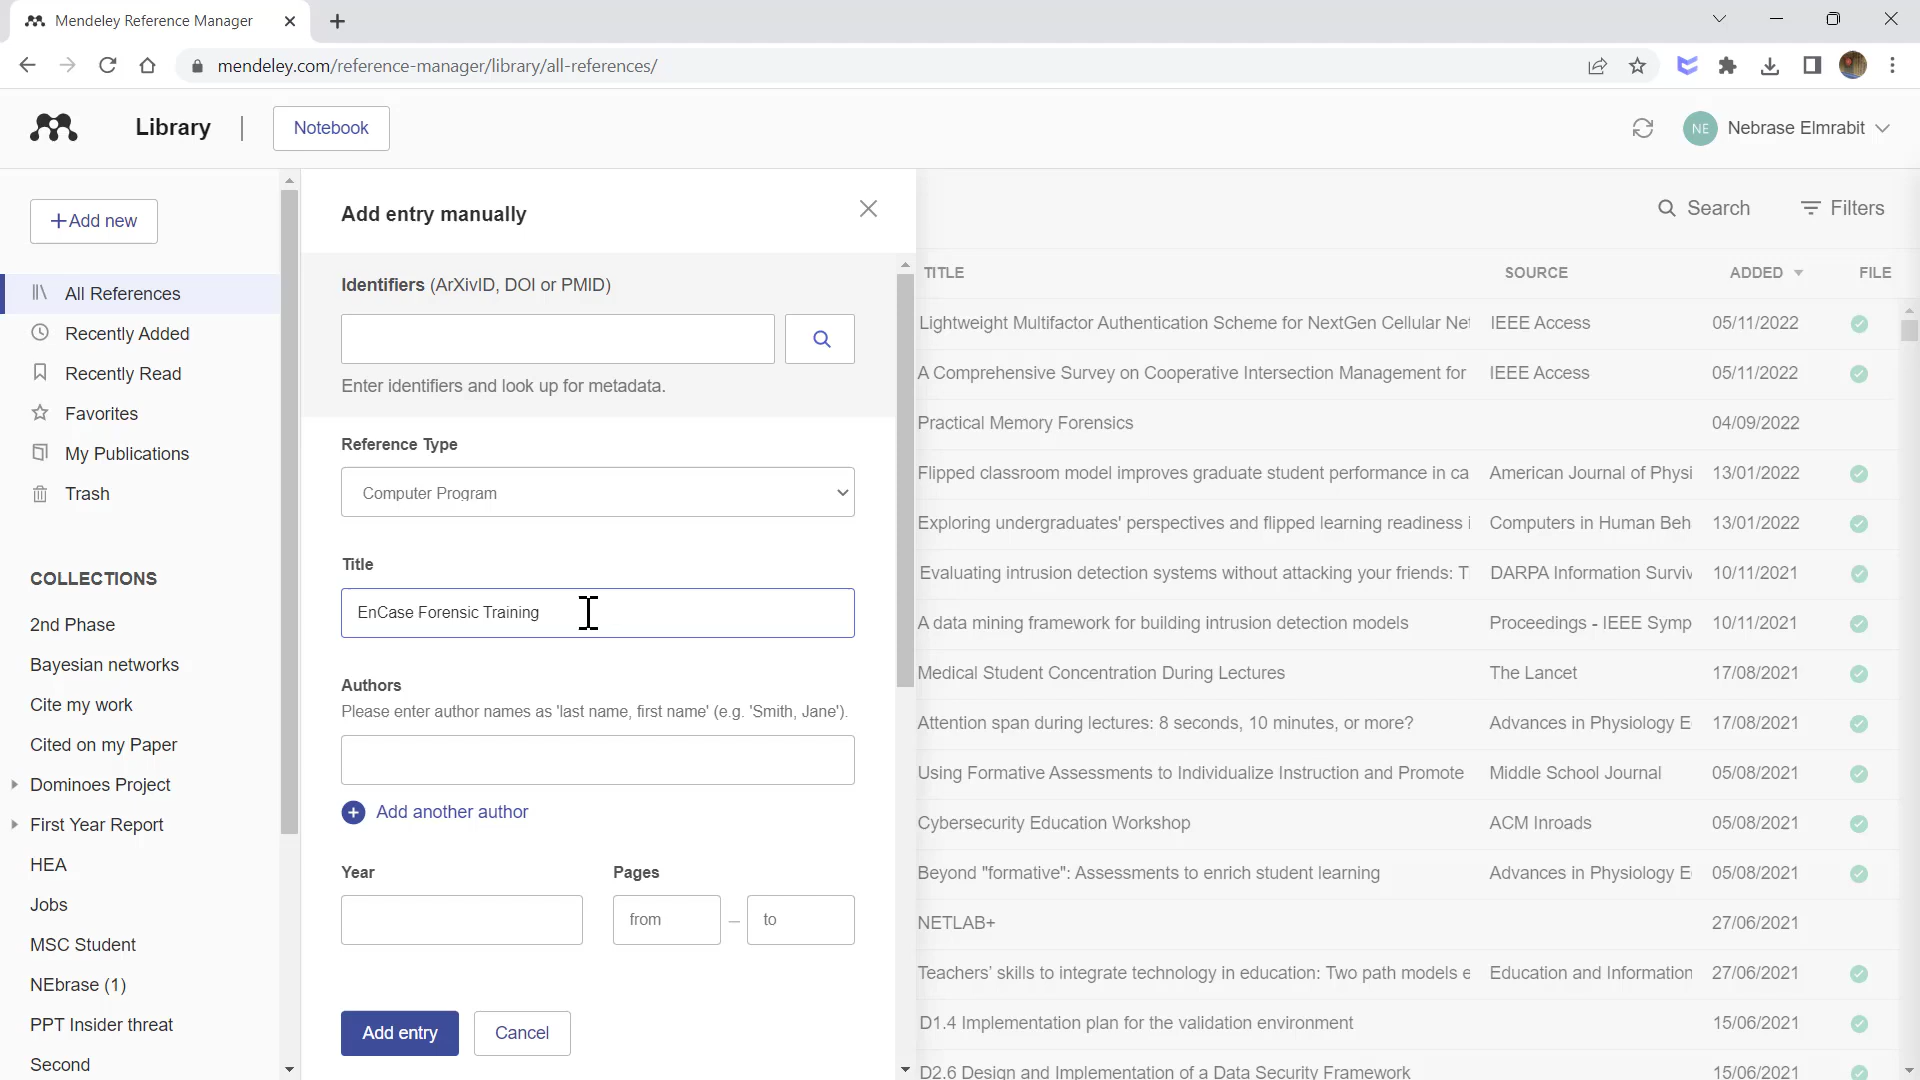 Mendeley Reference Manager
mendeley.com/reference-manager/library/all-references/
Library | Notebook
NE Nebrase Elmrabit
+Add new
All References
Recently Added
Recently Read
Favorites
My Publications
Trash
COLLECTIONS
2nd Phase
Bayesian networks
Cite my work
Cited on my Paper
Dominoes Project
First Year Report
HEA
Jobs
MSC Student
NEbrase (1)
PPT Insider threat
Second
Add entry manually
Identifiers (ArXivID, DOI or PMID)
Enter identifiers and look up for metadata.
Reference Type
Computer Program
Title
EnCase Forensic Training
Authors
Please enter author names as 'last name, first name' (e.g. 'Smith, Jane').
Add another author
Year Pages
from – to
Add entry Cancel
Search Filters
TITLE SOURCE ADDED FILE
Lightweight Multifactor Authentication Scheme for NextGen Cellular Net IEEE Access 05/11/2022
A Comprehensive Survey on Cooperative Intersection Management for IEEE Access 05/11/2022
Practical Memory Forensics 04/09/2022
Flipped classroom model improves graduate student performance in ca American Journal of Physi 13/01/2022
Exploring undergraduates' perspectives and flipped learning readiness i Computers in Human Beh 13/01/2022
Evaluating intrusion detection systems without attacking your friends: T DARPA Information Surviv 10/11/2021
A data mining framework for building intrusion detection models Proceedings - IEEE Symp 10/11/2021
Medical Student Concentration During Lectures The Lancet 17/08/2021
Attention span during lectures: 8 seconds, 10 minutes, or more? Advances in Physiology E 17/08/2021
Using Formative Assessments to Individualize Instruction and Promote Middle School Journal 05/08/2021
Cybersecurity Education Workshop ACM Inroads 05/08/2021
Beyond "formative": Assessments to enrich student learning Advances in Physiology E 05/08/2021
NETLAB+ 27/06/2021
Teachers' skills to integrate technology in education: Two path models e Education and Information 27/06/2021
D1.4 Implementation plan for the validation environment 15/06/2021
D2.6 Design and Implementation of a Data Security Framework 15/06/2021